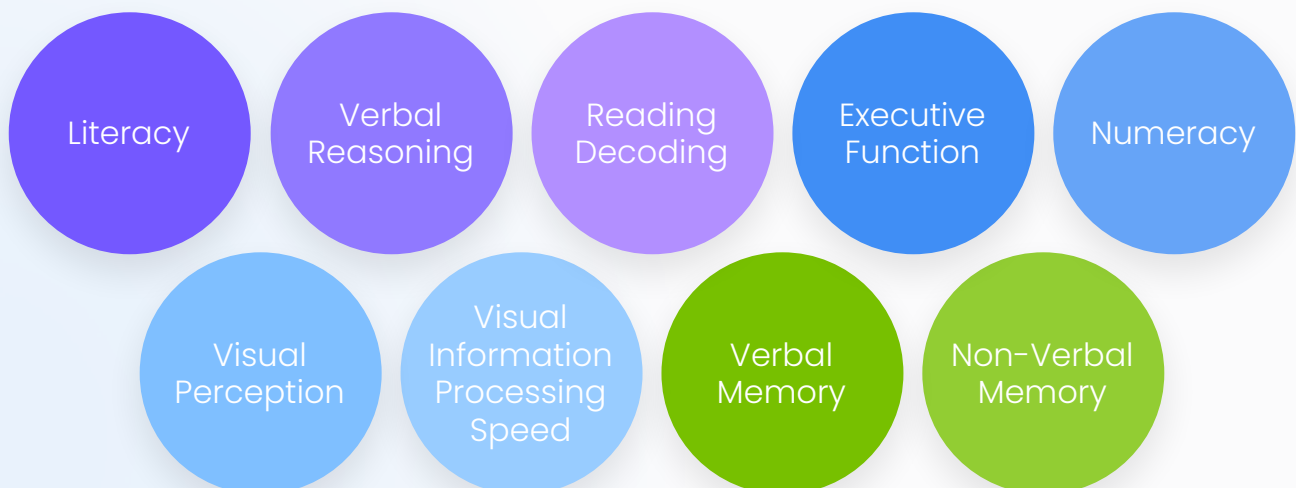 Literacy
Verbal
Reasoning
Reading
Decoding
Executive
Function
Numeracy
Visual
Perception
Visual
Information
Processing
Speed
Verbal
Memory
Non-Verbal
Memory